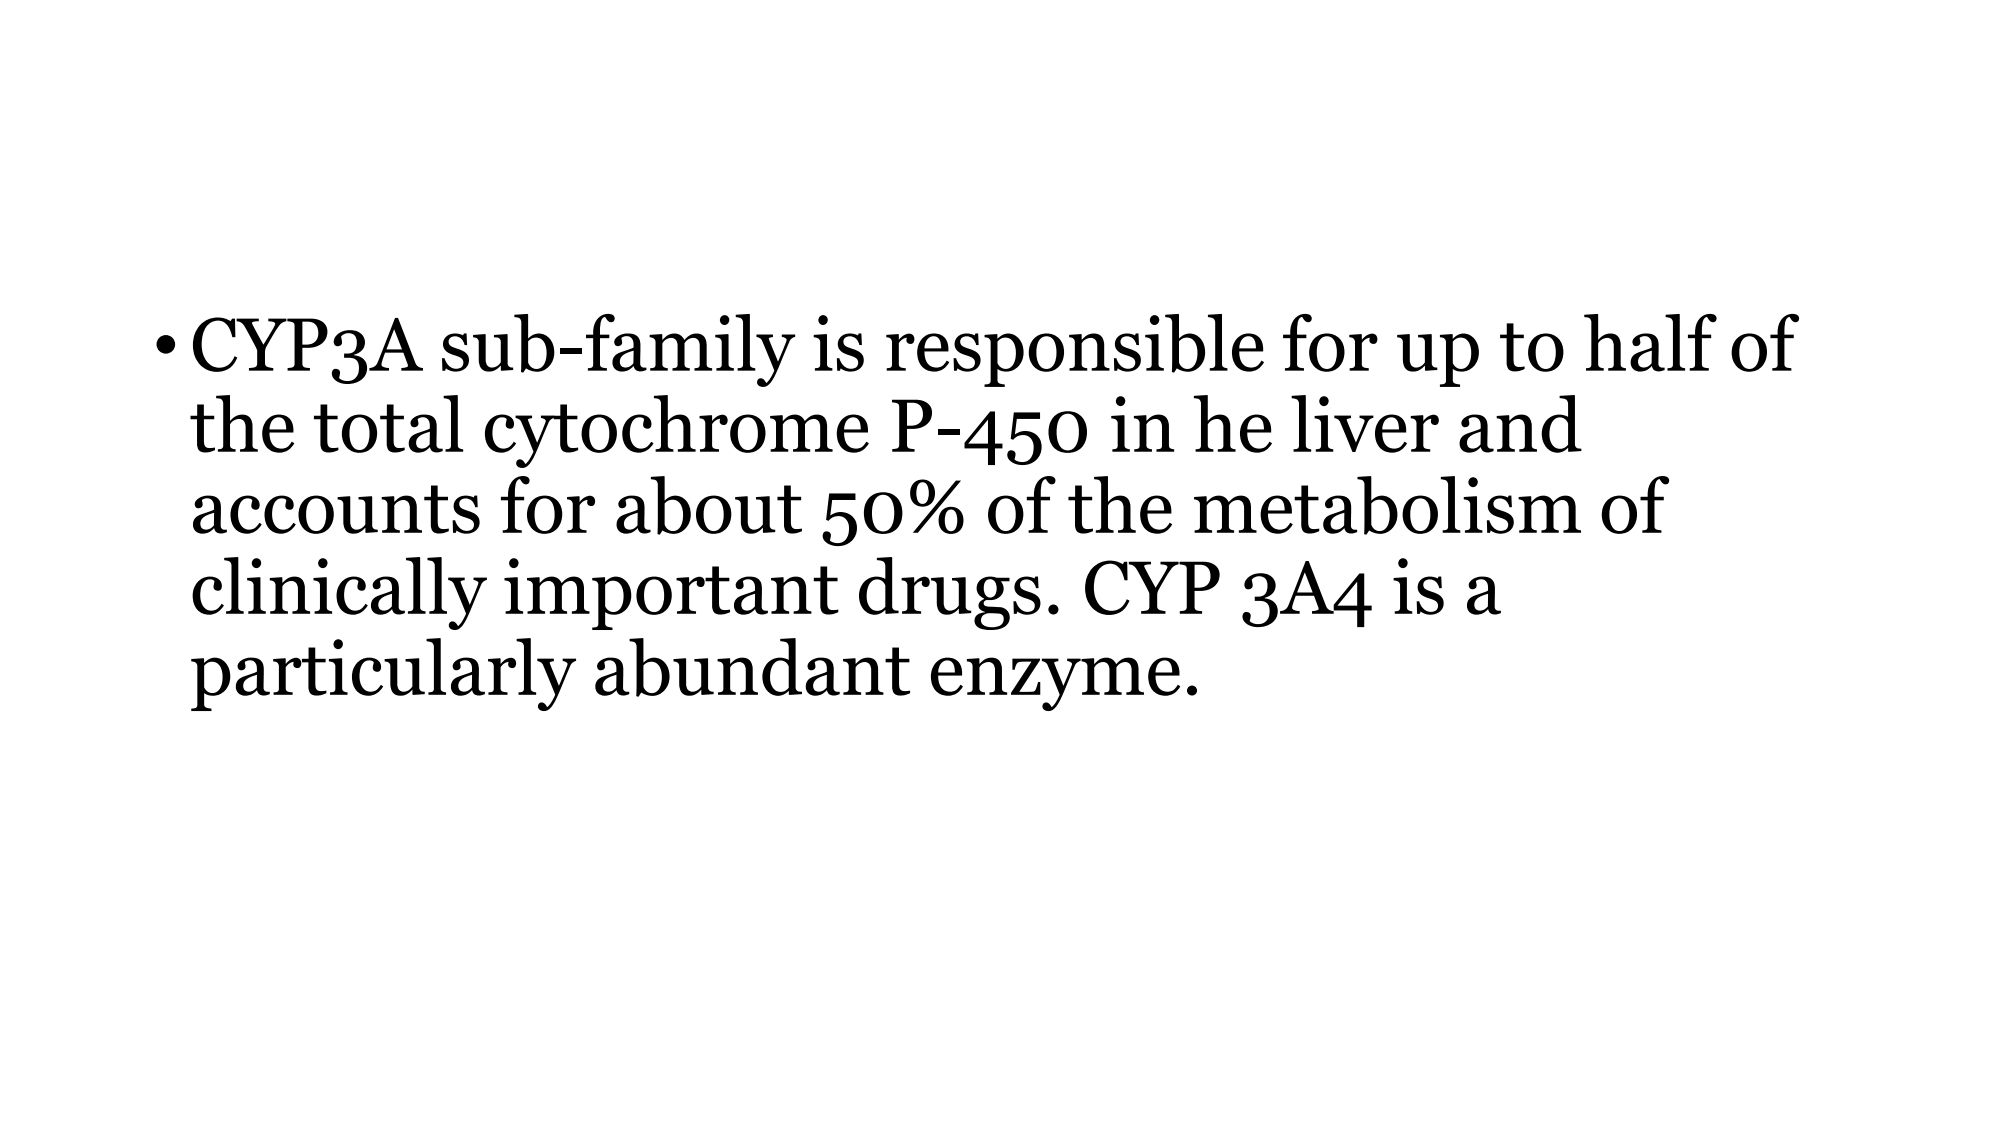 • CYP3A sub-family is responsible for up to half of
the total cytochrome P-450 in he liver and
accounts for about 50% of the metabolism of
clinically important drugs. CYP 3A4 is a
particularly abundant enzyme.